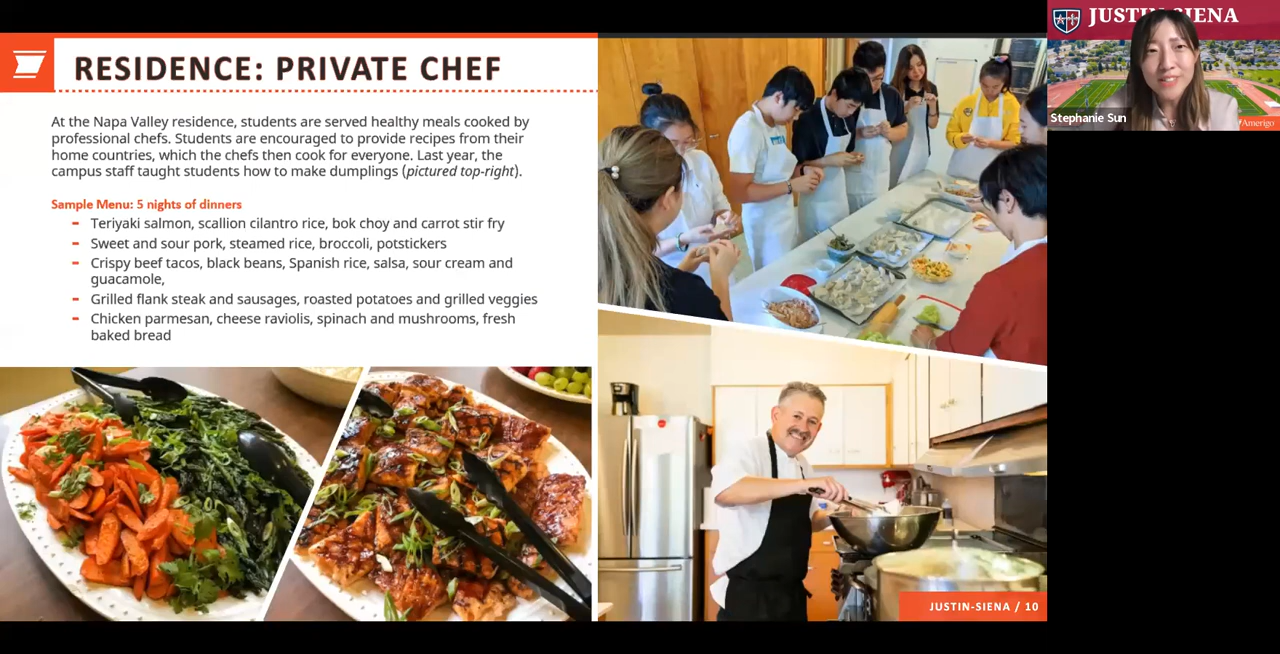 RESIDENCE: PRIVATE CHEF
At the Napa Valley residence, students are served healthy meals cooked by
professional chefs. Students are encouraged to provide recipes from their
home countries, which the chefs then cook for everyone. Last year, the
campus staff taught students how to make dumplings (pictured top-right).
Sample Menu: 5 nights of dinners
- Teriyaki salmon, scallion cilantro rice, bok choy and carrot stir fry
- Sweet and sour pork, steamed rice, broccoli, potstickers
- Crispy beef tacos, black beans, Spanish rice, salsa, sour cream and
guacamole,
- Grilled flank steak and sausages, roasted potatoes and grilled veggies
- Chicken parmesan, cheese raviolis, spinach and mushrooms, fresh
baked bread
JUSTIN-SIENA / 10
JUSTIN-SIENA
Stephanie Sun
Amerigo